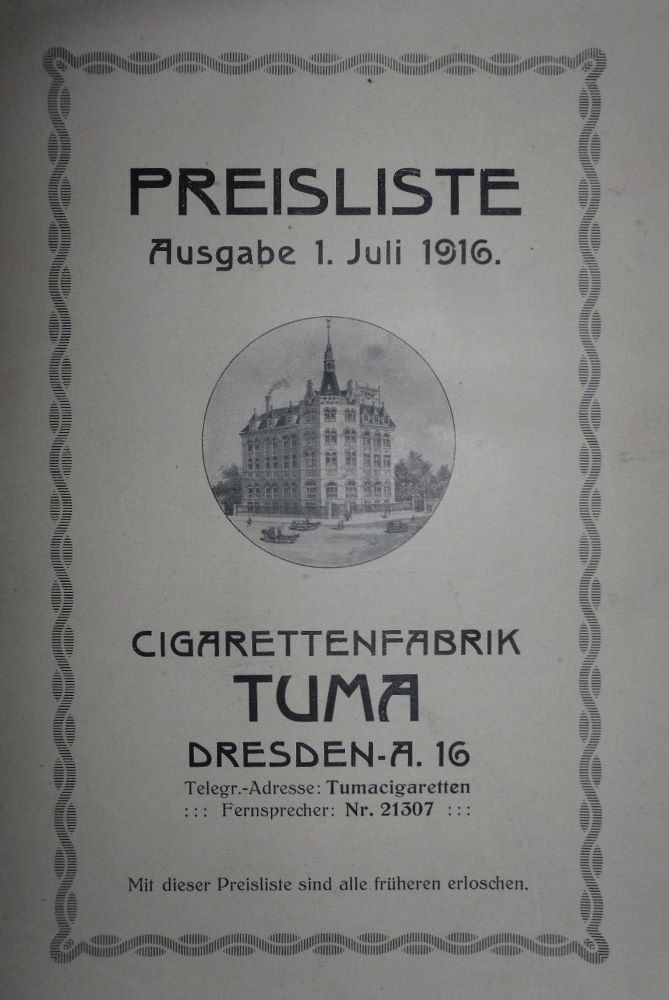 PREISLISTE
Ausgabe 1. Juli 1916.
CIGARETTENFABRIK
TUMA
DRESDEN-A. 16
Telegr.-Adresse: Tumacigaretten
::: Fernsprecher: Nr. 21307 :::
Mit dieser Preisliste sind alle früheren erloschen.